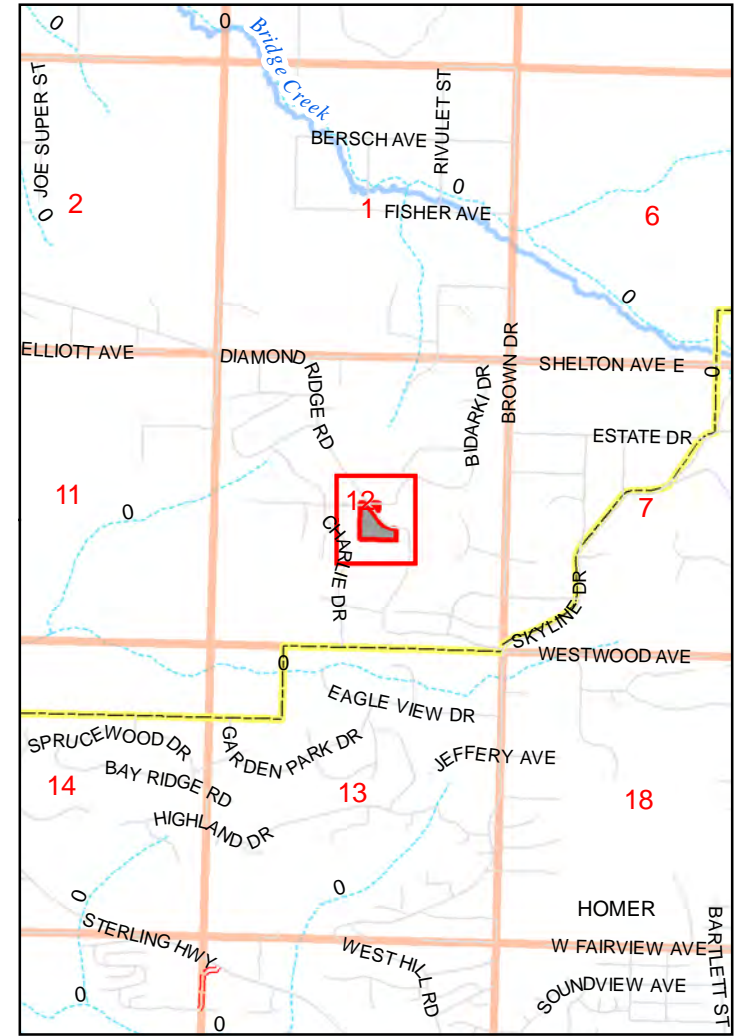 0
0
Bridge Creek
JOE SUPER ST
BERSCH AVE
RIVULET ST
0
0
2
1
FISHER AVE
6
0
ELLIOTT AVE
DIAMOND RIDGE RD
BROWN DR
SHELTON AVE E
0
BIDARKI DR
ESTATE DR
11
0
12
7
CHARLIE DR
SKYLINE DR
WESTWOOD AVE
0
EAGLE VIEW DR
SPRUCEWOOD DR
GARDEN PARK DR
JEFFERY AVE
BAY RIDGE RD
14
13
18
HIGHLAND DR
0
0
HOMER
STERLING HWY
WEST HILL RD
W FAIRVIEW AVE
BARTLETT ST
SOUNDVIEW AVE
0
0